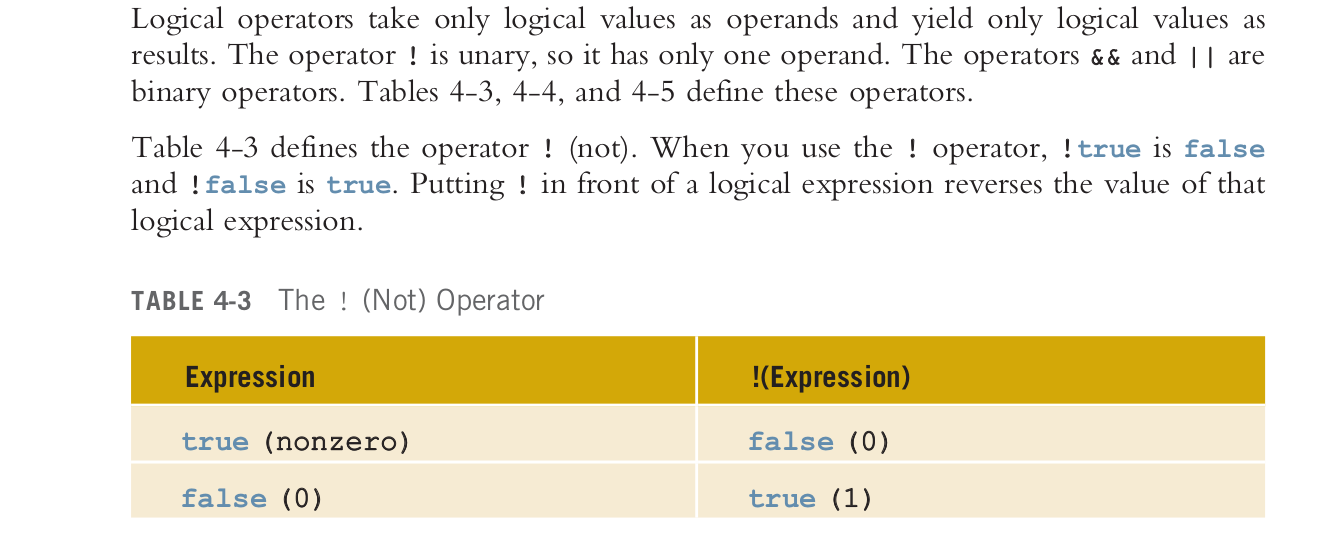 Logical operators take only logical values as operands and yield only logical values as
results. The operator ! is unary, so it has only one operand. The operators && and || are
binary operators. Tables 4-3, 4-4, and 4-5 define these operators.
Table 4-3 defines the operator ! (not). When you use the ! operator, !true is false
and !false is true. Putting ! in front of a logical expression reverses the value of that
logical expression.
TABLE 4-3 The ! (Not) Operator
Expression !(Expression)
true (nonzero) false (0)
false (0) true (1)